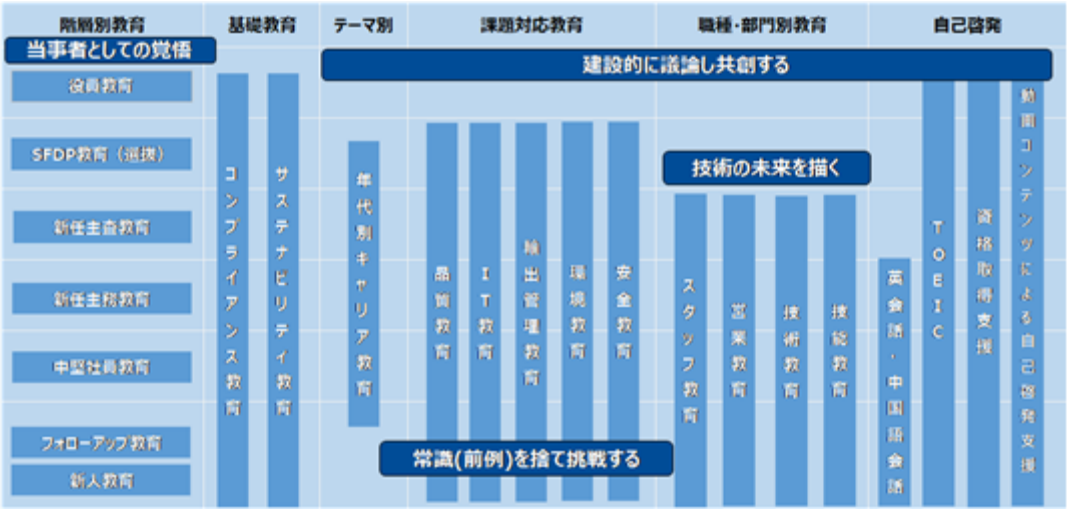 階層別教育
基礎教育
テーマ別
課題対応教育
職種・部門別教育
自己啓発
当事者としての覚悟
建設的に議論し共創する
役員教育
SFDP教育（選抜）
技術の未来を描く
新任主査教育
新任主務教育
中堅社員教育
フォローアップ教育
新人教育
コンプライアンス教育
サステナビリティ教育
年代別キャリア教育
品質教育
IT教育
輸出管理教育
環境教育
安全教育
スタッフ教育
営業教育
技術教育
技能教育
英会話・中国語会話
TOEIC
資格取得支援
動画コンテンツによる自己啓発支援
常識(前例)を捨て挑戦する